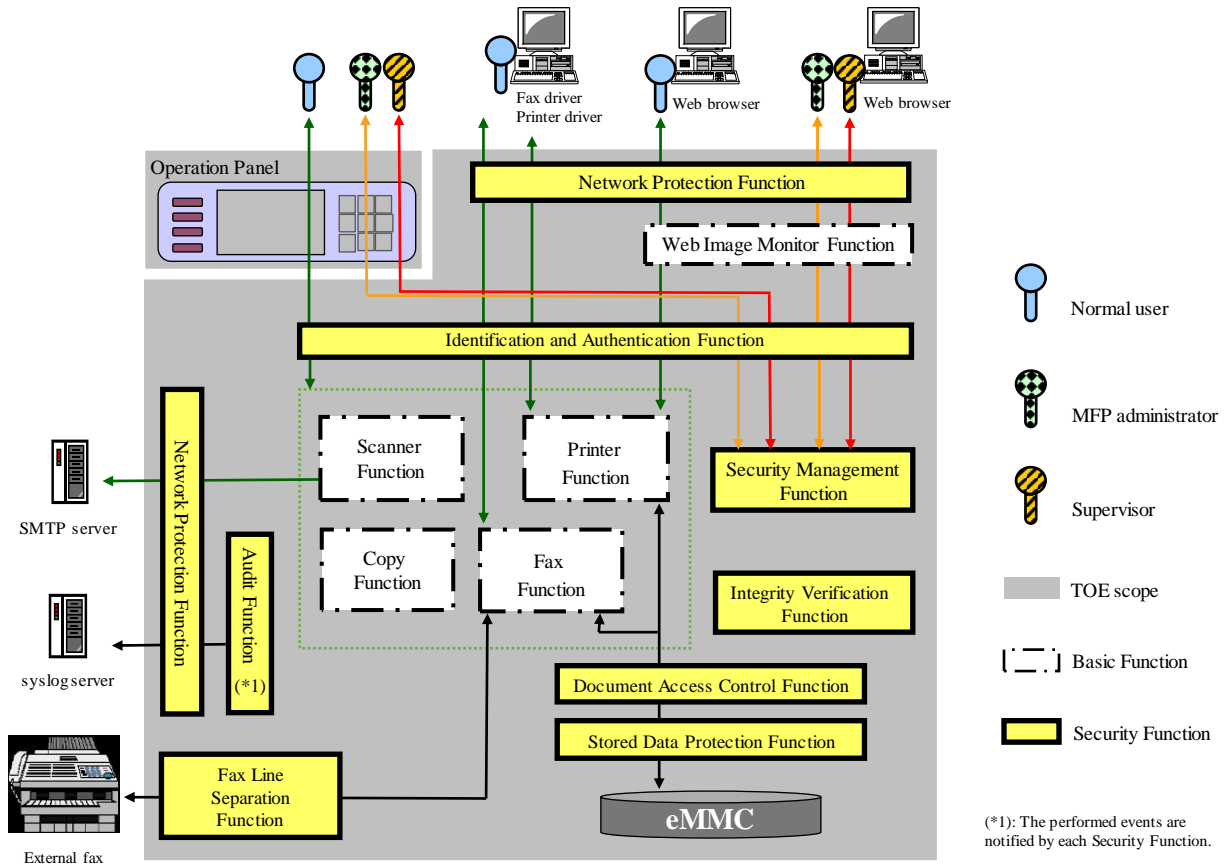 Fax driver
Printer driver
Web browser
Web browser
Operation Panel
Network Protection Function
Web Image Monitor Function
Identification and Authentication Function
Normal user
MFP administrator
Supervisor
TOE scope
Basic Function
Security Function
Scanner
Function
Printer
Function
Security Management
Function
Copy
Function
Fax
Function
Integrity Verification
Function
Network Protection Function
Audit Function
(*1)
SMTP server
syslog server
Document Access Control Function
Stored Data Protection Function
Fax Line
Separation
Function
eMMC
External fax
(*1): The performed events are
notified by each Security Function.